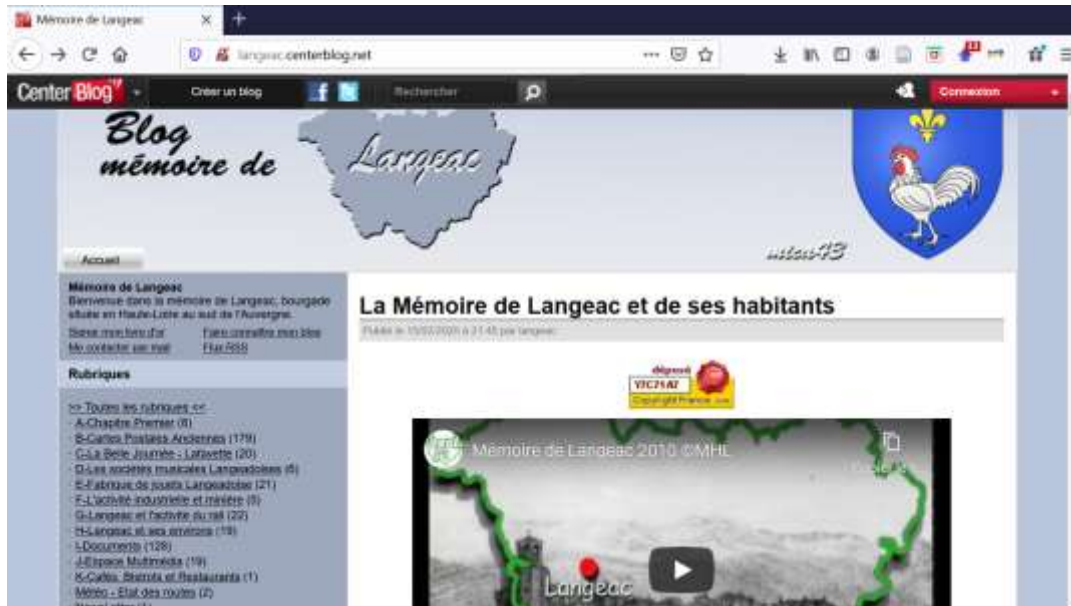 Mémoire de Langeac
langeac.centerblog.net
Center Blog
Créer un blog
Rechercher
Connexion
Blog
mémoire de
Langeac
Accueil
Mémoire de Langeac
Bienvenue dans la mémoire de Langeac, bourgade
située en Haute-Loire au sud de l'Auvergne.
Signer mon livre d'or Faire connaître mon blog
Me contacter par mail Flux RSS
Rubriques
>> Toutes les rubriques <<
A-Chapitre Premier (8)
B-Cartes Postales Anciennes (179)
C-La Belle Journée - Lafayette (20)
D-Les sociétés musicales Langeadoises (6)
E-Fabrique de jouets Langeadoise (21)
F-L'activité industrielle et minière (5)
G-Langeac et l'activité du rail (22)
H-Langeac et ses environs (19)
I-Documents (128)
J-Espace Multimédia (19)
K-Cafés, Bistrots et Restaurants (1)
Météo - Etat des routes (2)
La Mémoire de Langeac et de ses habitants
par langeac
déposé
Y7C71A7
Copyright France .com
Mémoire de Langeac 2010 ©MHL
Langeac